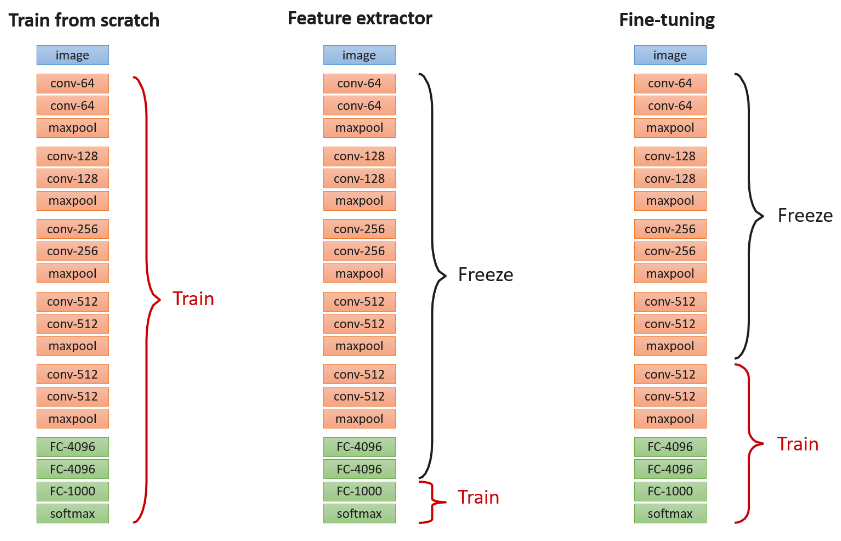 Train from scratch
image
conv-64
conv-64
maxpool
conv-128
conv-128
maxpool
conv-256
conv-256
maxpool
conv-512
conv-512
maxpool
conv-512
conv-512
maxpool
FC-4096
FC-4096
FC-1000
softmax
Train
Feature extractor
image
conv-64
conv-64
maxpool
conv-128
conv-128
maxpool
conv-256
conv-256
maxpool
conv-512
conv-512
maxpool
conv-512
conv-512
maxpool
FC-4096
FC-4096
FC-1000
softmax
Freeze
Train
Fine-tuning
image
conv-64
conv-64
maxpool
conv-128
conv-128
maxpool
conv-256
conv-256
maxpool
conv-512
conv-512
maxpool
conv-512
conv-512
maxpool
FC-4096
FC-4096
FC-1000
softmax
Freeze
Train